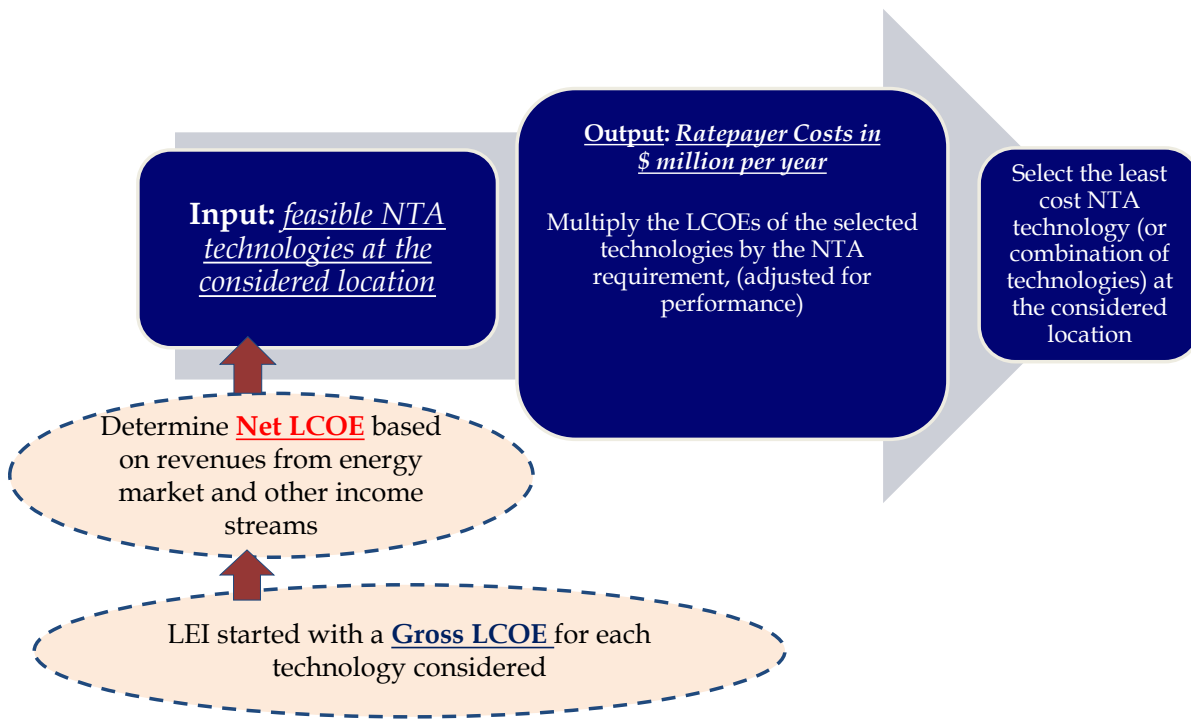 Input: feasible NTA
technologies at the
considered location
Output: Ratepayer Costs in
$ million per year
Multiply the LCOEs of the selected
technologies by the NTA
requirement, (adjusted for
performance)
Select the least
cost NTA
technology (or
combination of
technologies) at
the considered
location
Determine Net LCOE based
on revenues from energy
market and other income
streams
LEI started with a Gross LCOE for each
technology considered